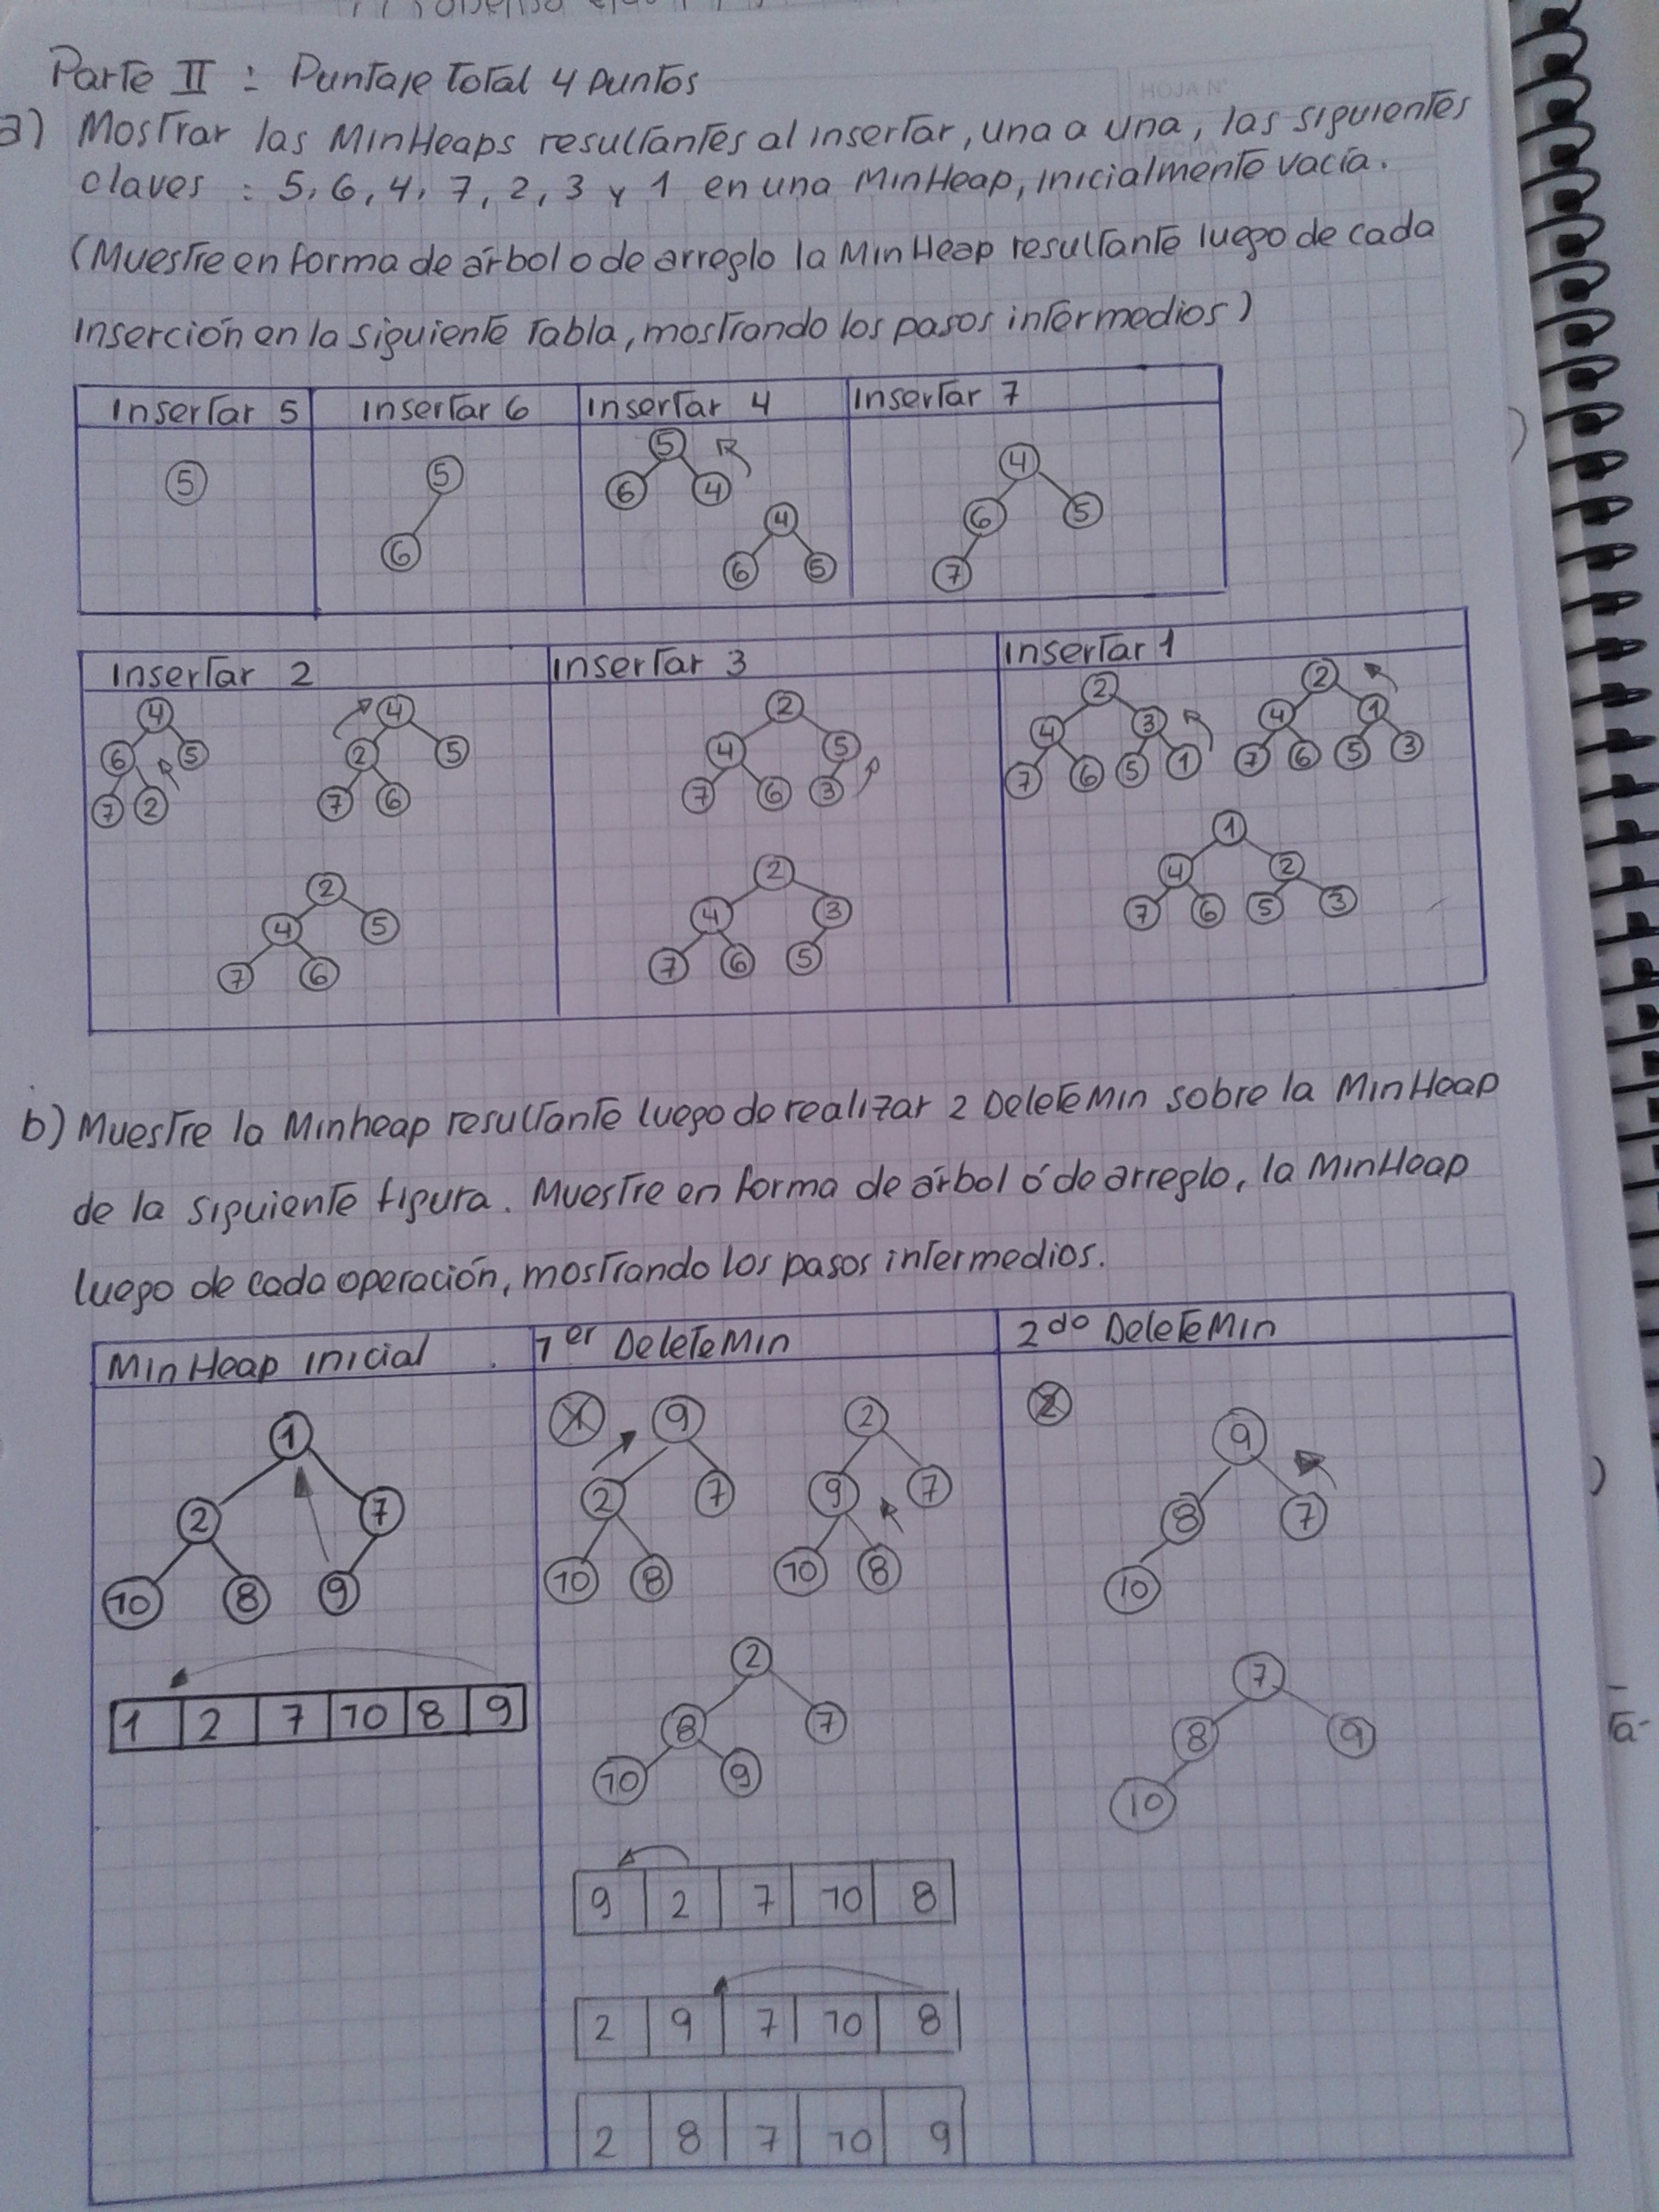 HOJA N°
FECHA
Parte II : Puntaje total 4 puntos
a) Mostrar las MinHeaps resultantes al insertar, una a una, las siguientes
claves : 5, 6, 4, 7, 2, 3 y 1 en una MinHeap, inicialmente vacía.
(Muestre en forma de árbol o de arreglo la MinHeap resultante luego de cada
inserción en la siguiente tabla, mostrando los pasos intermedios)
Insertar 5 Insertar 6 Insertar 4 Insertar 7
5
5
6
5
6 4
4
6 5
4
6 5
7
Insertar 2 Insertar 3 Insertar 1
4
6 5
7 2
4
2 5
7 6
2
4 5
7 6
2
4 5
7 6 3
2
4 3
7 6 5
2
4 3
7 6 5 1
2
4 1
7 6 5 3
1
4 2
7 6 5 3
b) Muestre la Minheap resultante luego de realizar 2 DeleteMin sobre la MinHeap
de la siguiente figura. Muestre en forma de árbol ó de arreglo, la MinHeap
luego de cada operación, mostrando los pasos intermedios.
MinHeap inicial . 1er DeleteMin 2do DeleteMin
1
2 7
10 8 9
1 2 7 10 8 9
1
9
2 7
10 8
2
9 7
10 8
2
8 7
10 9
9 2 7 10 8
2 9 7 10 8
2 8 7 10 9
2
9
8 7
10
7
8 9
10